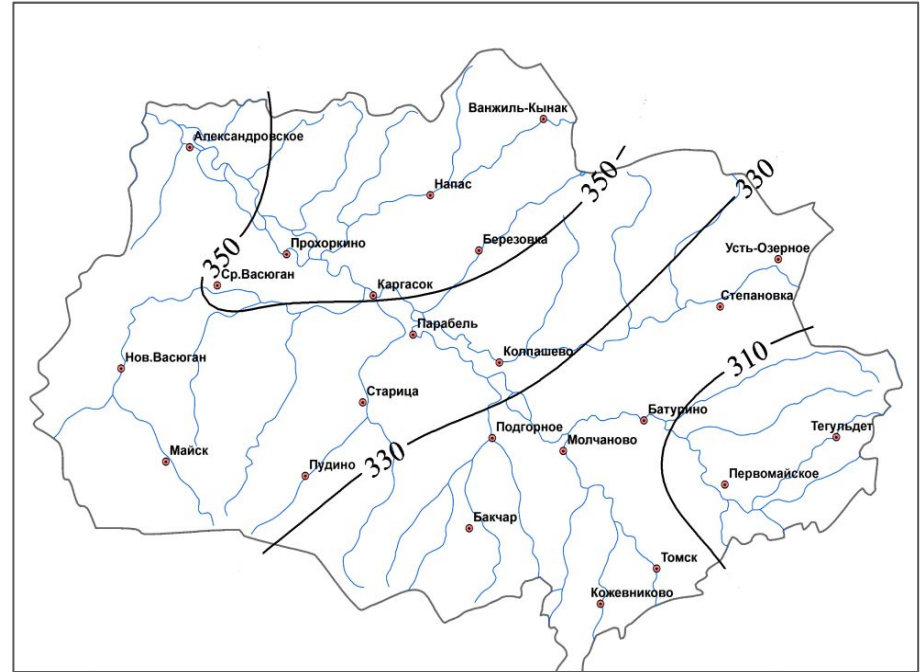 Ванжиль-Кынак
Александровское
Напас
350
330
Прохоркино
Березовка
Усть-Озерное
350
Ср.Васюган
Каргасок
Степановка
Парабель
Колпашево
Нов.Васюган
310
Старица
Батурино
Тегульдет
Подгорное
Молчаново
Майск
330
Пудино
Первомайское
Бакчар
Томск
Кожевниково